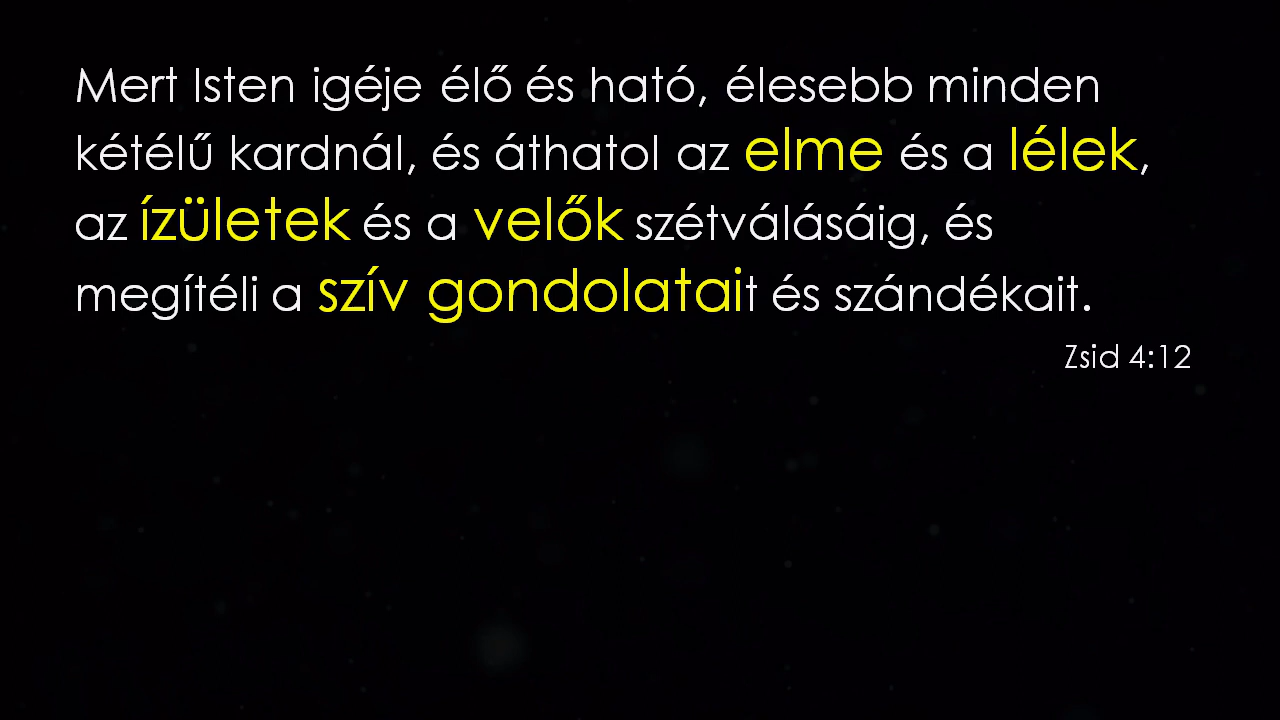 Mert Isten igéje élő és ható, élesebb minden
kétélű kardnál, és áthatol az elme és a lélek,
az ízületek és a velők szétválásáig, és
megítéli a szív gondolatait és szándékait.
Zsid 4:12